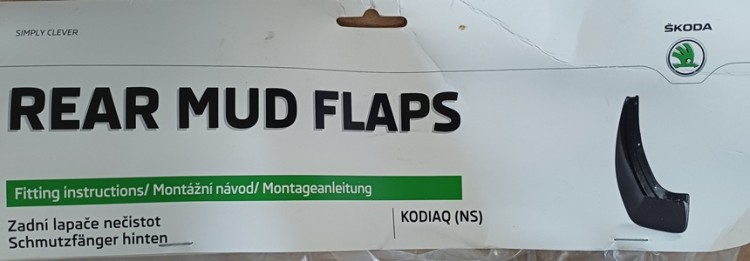 SIMPLY CLEVER
ŠKODA
REAR MUD FLAPS
Fitting instructions/ Montážní návod/ Montageanleitung
Zadní lapače nečistot
Schmutzfänger hinten
KODIAQ (NS)